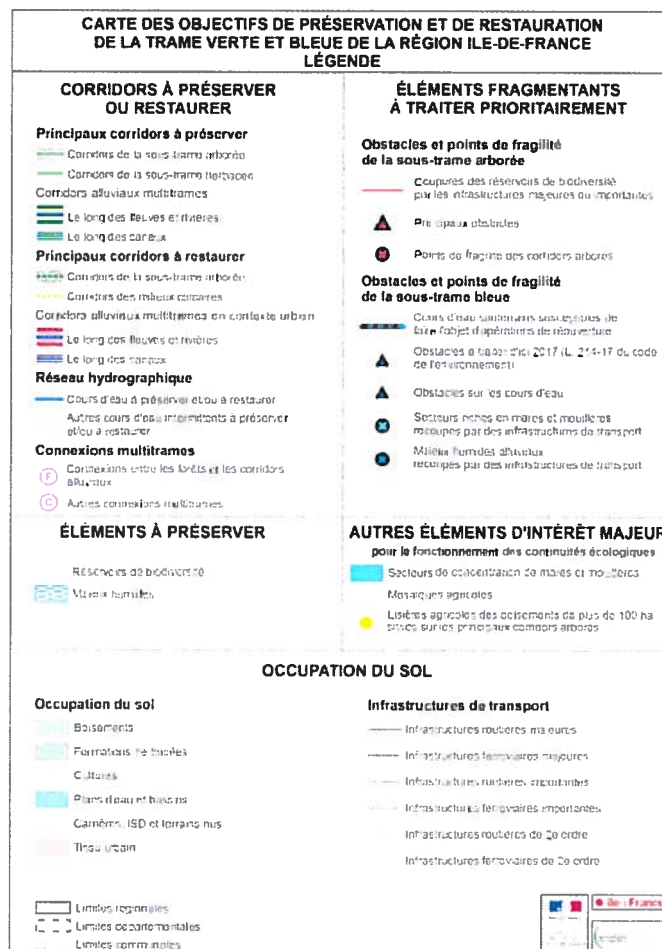 CARTE DES OBJECTIFS DE PRÉSERVATION ET DE RESTAURATION
DE LA TRAME VERTE ET BLEUE DE LA RÉGION ILE-DE-FRANCE
LÉGENDE
CORRIDORS À PRÉSERVER
OU RESTAURER
Principaux corridors à préserver
Corridors de la sous-trame arborée
Corridors de la sous-trame herbacée
Corridors alluviaux multitrames
Le long des fleuves et rivières
Le long des canaux
Principaux corridors à restaurer
Corridors de la sous-trame arborée
Corridors des milieux calcaires
Corridors alluviaux multitrames en contexte urbain
Le long des fleuves et rivières
Le long des canaux
Réseau hydrographique
Cours d'eau à préserver et/ou à restaurer
Autres cours d'eau intermittents à préserver
et/ou à restaurer
Connexions multitrames
F Connexions entre les forêts et les corridors
alluviaux
C Autres connexions multitrames
ÉLÉMENTS FRAGMENTANTS
À TRAITER PRIORITAIREMENT
Obstacles et points de fragilité
de la sous-trame arborée
Coupures des réservoirs de biodiversité
par les infrastructures majeures ou importantes
Principaux obstacles
Points de fragilité des corridors arborés
Obstacles et points de fragilité
de la sous-trame bleue
Cours d'eau souterrains susceptibles de
faire l'objet d'opérations de réouverture
Obstacles à traiter d'ici 2017 (L. 214-17 du code
de l'environnement)
Obstacles sur les cours d'eau
Secteurs riches en mares et mouillères
recoupés par des infrastructures de transport
Milieux humides alluviaux
recoupés par des infrastructures de transport
ÉLÉMENTS À PRÉSERVER
Réservoirs de biodiversité
Milieux humides
AUTRES ÉLÉMENTS D'INTÉRÊT MAJEUR
pour le fonctionnement des continuités écologiques
Secteurs de concentration de mares et mouillères
Mosaïques agricoles
Lisières agricoles des boisements de plus de 100 ha
situés sur les principaux corridors arborés
OCCUPATION DU SOL
Occupation du sol
Boisements
Formations herbacées
Cultures
Plans d'eau et bassins
Carrières, ISD et terrains nus
Tissu urbain
Infrastructures de transport
Infrastructures routières majeures
Infrastructures ferroviaires majeures
Infrastructures routières importantes
Infrastructures ferroviaires importantes
Infrastructures routières de 2e ordre
Infrastructures ferroviaires de 2e ordre
Limites régionales
Limites départementales
Limites communales
île de France